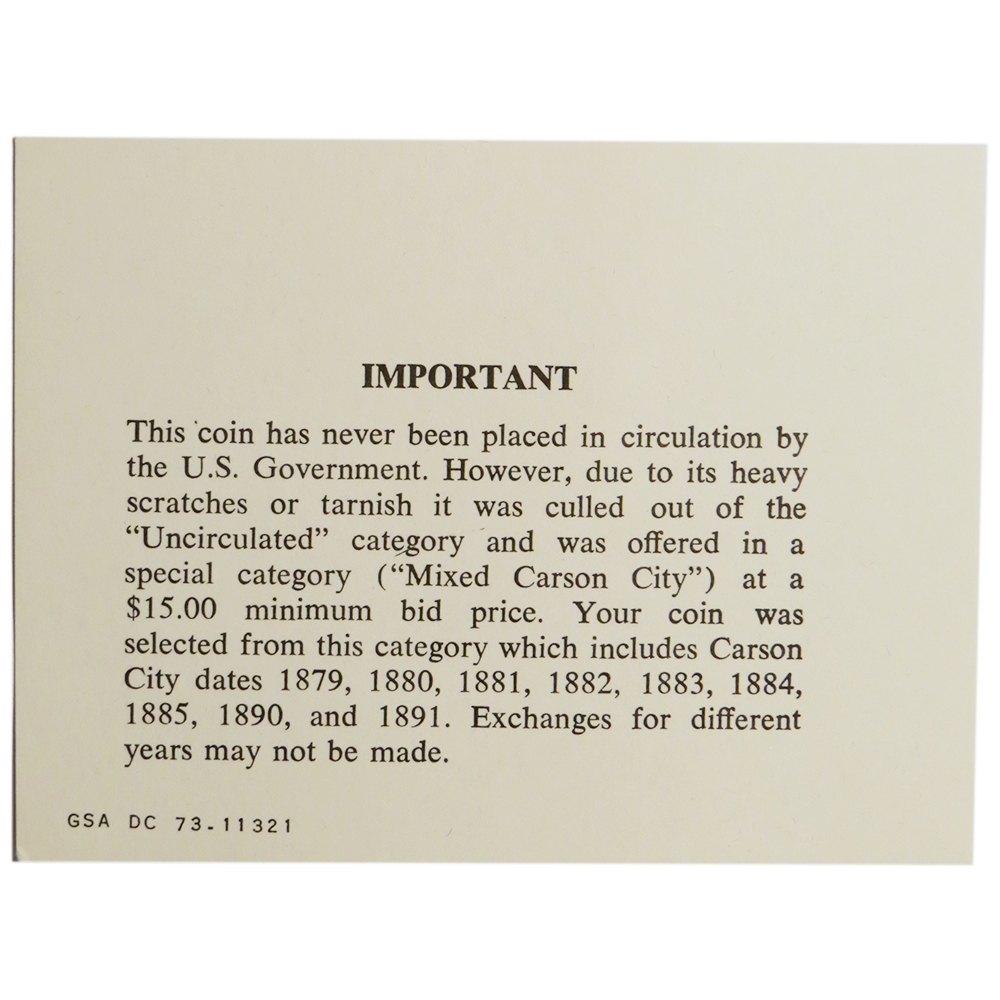 IMPORTANT
This coin has never been placed in circulation by
the U.S. Government. However, due to its heavy
scratches or tarnish it was culled out of the
“Uncirculated” category and was offered in a
special category (“Mixed Carson City”) at a
$15.00 minimum bid price. Your coin was
selected from this category which includes Carson
City dates 1879, 1880, 1881, 1882, 1883, 1884,
1885, 1890, and 1891. Exchanges for different
years may not be made.
GSA DC 73-11321